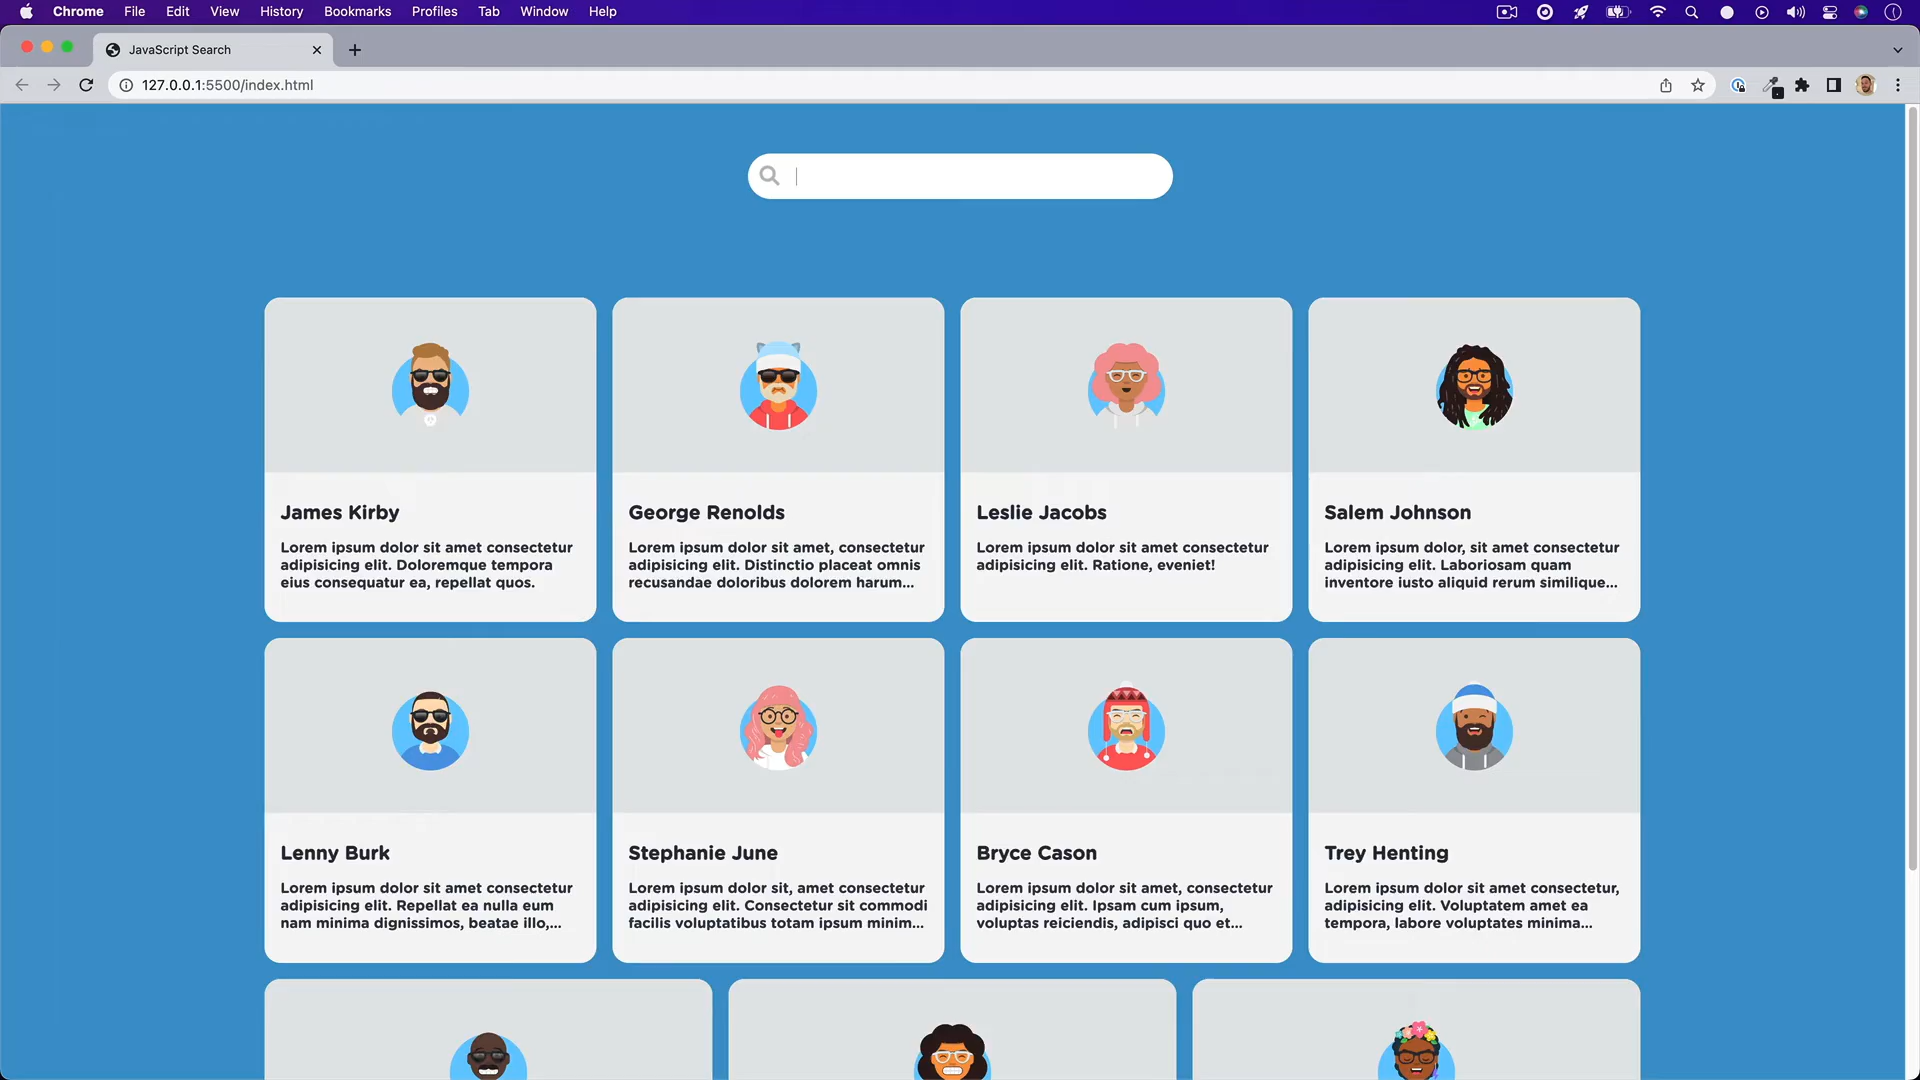 Chrome File Edit View History Bookmarks Profiles Tab Window Help
JavaScript Search
127.0.0.1:5500/index.html
James Kirby
Lorem ipsum dolor sit amet consectetur
adipisicing elit. Doloremque tempora
eius consequatur ea, repellat quos.
George Renolds
Lorem ipsum dolor sit amet, consectetur
adipisicing elit. Distinctio placeat omnis
recusandae doloribus dolorem harum...
Leslie Jacobs
Lorem ipsum dolor sit amet consectetur
adipisicing elit. Ratione, eveniet!
Salem Johnson
Lorem ipsum dolor, sit amet consectetur
adipisicing elit. Laboriosam quam
inventore iusto aliquid rerum similique...
Lenny Burk
Lorem ipsum dolor sit amet consectetur
adipisicing elit. Repellat ea nulla eum
nam minima dignissimos, beatae illo,...
Stephanie June
Lorem ipsum dolor sit, amet consectetur
adipisicing elit. Consectetur sit commodi
facilis voluptatibus totam ipsum minim...
Bryce Cason
Lorem ipsum dolor sit amet, consectetur
adipisicing elit. Ipsam cum ipsum,
voluptas reiciendis, adipisci quo et...
Trey Henting
Lorem ipsum dolor sit amet consectetur,
adipisicing elit. Voluptatem amet ea
tempora, labore voluptates minima...